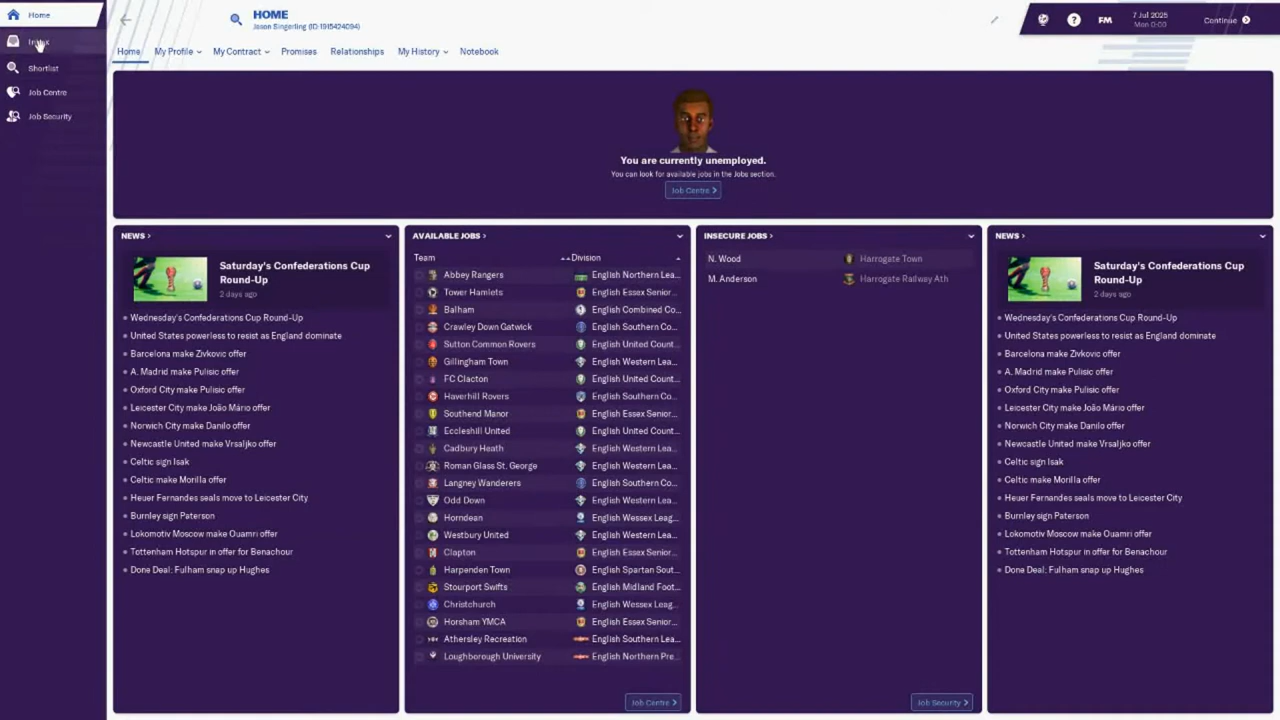 Home
Inbox
Shortlist
Job Centre
Job Security
HOME
Jason Singerling (ID:1915424094)
FM
7 Jul 2025
Mon 0:00
Continue
Home
My Profile
My Contract
Promises
Relationships
My History
Notebook
You are currently unemployed.
You can look for available jobs in the Jobs section.
Job Centre >
NEWS >
Saturday's Confederations Cup
Round-Up
2 days ago
Wednesday's Confederations Cup Round-Up
United States powerless to resist as England dominate
Barcelona make Zivkovic offer
A. Madrid make Pulisic offer
Oxford City make Pulisic offer
Leicester City make João Mário offer
Norwich City make Danilo offer
Newcastle United make Vrsaljko offer
Celtic sign Isak
Celtic make Morilla offer
Heuer Fernandes seals move to Leicester City
Burnley sign Paterson
Lokomotiv Moscow make Ouamri offer
Tottenham Hotspur in offer for Benachour
Done Deal: Fulham snap up Hughes
AVAILABLE JOBS >
Team Division
Abbey Rangers English Northern Lea...
Tower Hamlets English Essex Senior...
Balham English Combined Co...
Crawley Down Gatwick English Southern Co...
Sutton Common Rovers English United Count...
Gillingham Town English Western Lea...
FC Clacton English United Count...
Haverhill Rovers English Southern Co...
Southend Manor English Essex Senior...
Eccleshill United English United Count...
Cadbury Heath English Western Lea...
Roman Glass St. George English Western Lea...
Langney Wanderers English Southern Co...
Odd Down English Western Lea...
Horndean English Wessex Leag...
Westbury United English Western Lea...
Clapton English Essex Senior...
Harpenden Town English Spartan Sout...
Stourport Swifts English Midland Foot...
Christchurch English Wessex Leag...
Horsham YMCA English Essex Senior...
Athersley Recreation English Southern Lea...
Loughborough University English Northern Pre...
Job Centre >
INSECURE JOBS >
N. Wood Harrogate Town
M. Anderson Harrogate Railway Ath
Job Security >
NEWS >
Saturday's Confederations Cup
Round-Up
2 days ago
Wednesday's Confederations Cup Round-Up
United States powerless to resist as England dominate
Barcelona make Zivkovic offer
A. Madrid make Pulisic offer
Oxford City make Pulisic offer
Leicester City make João Mário offer
Norwich City make Danilo offer
Newcastle United make Vrsaljko offer
Celtic sign Isak
Celtic make Morilla offer
Heuer Fernandes seals move to Leicester City
Burnley sign Paterson
Lokomotiv Moscow make Ouamri offer
Tottenham Hotspur in offer for Benachour
Done Deal: Fulham snap up Hughes